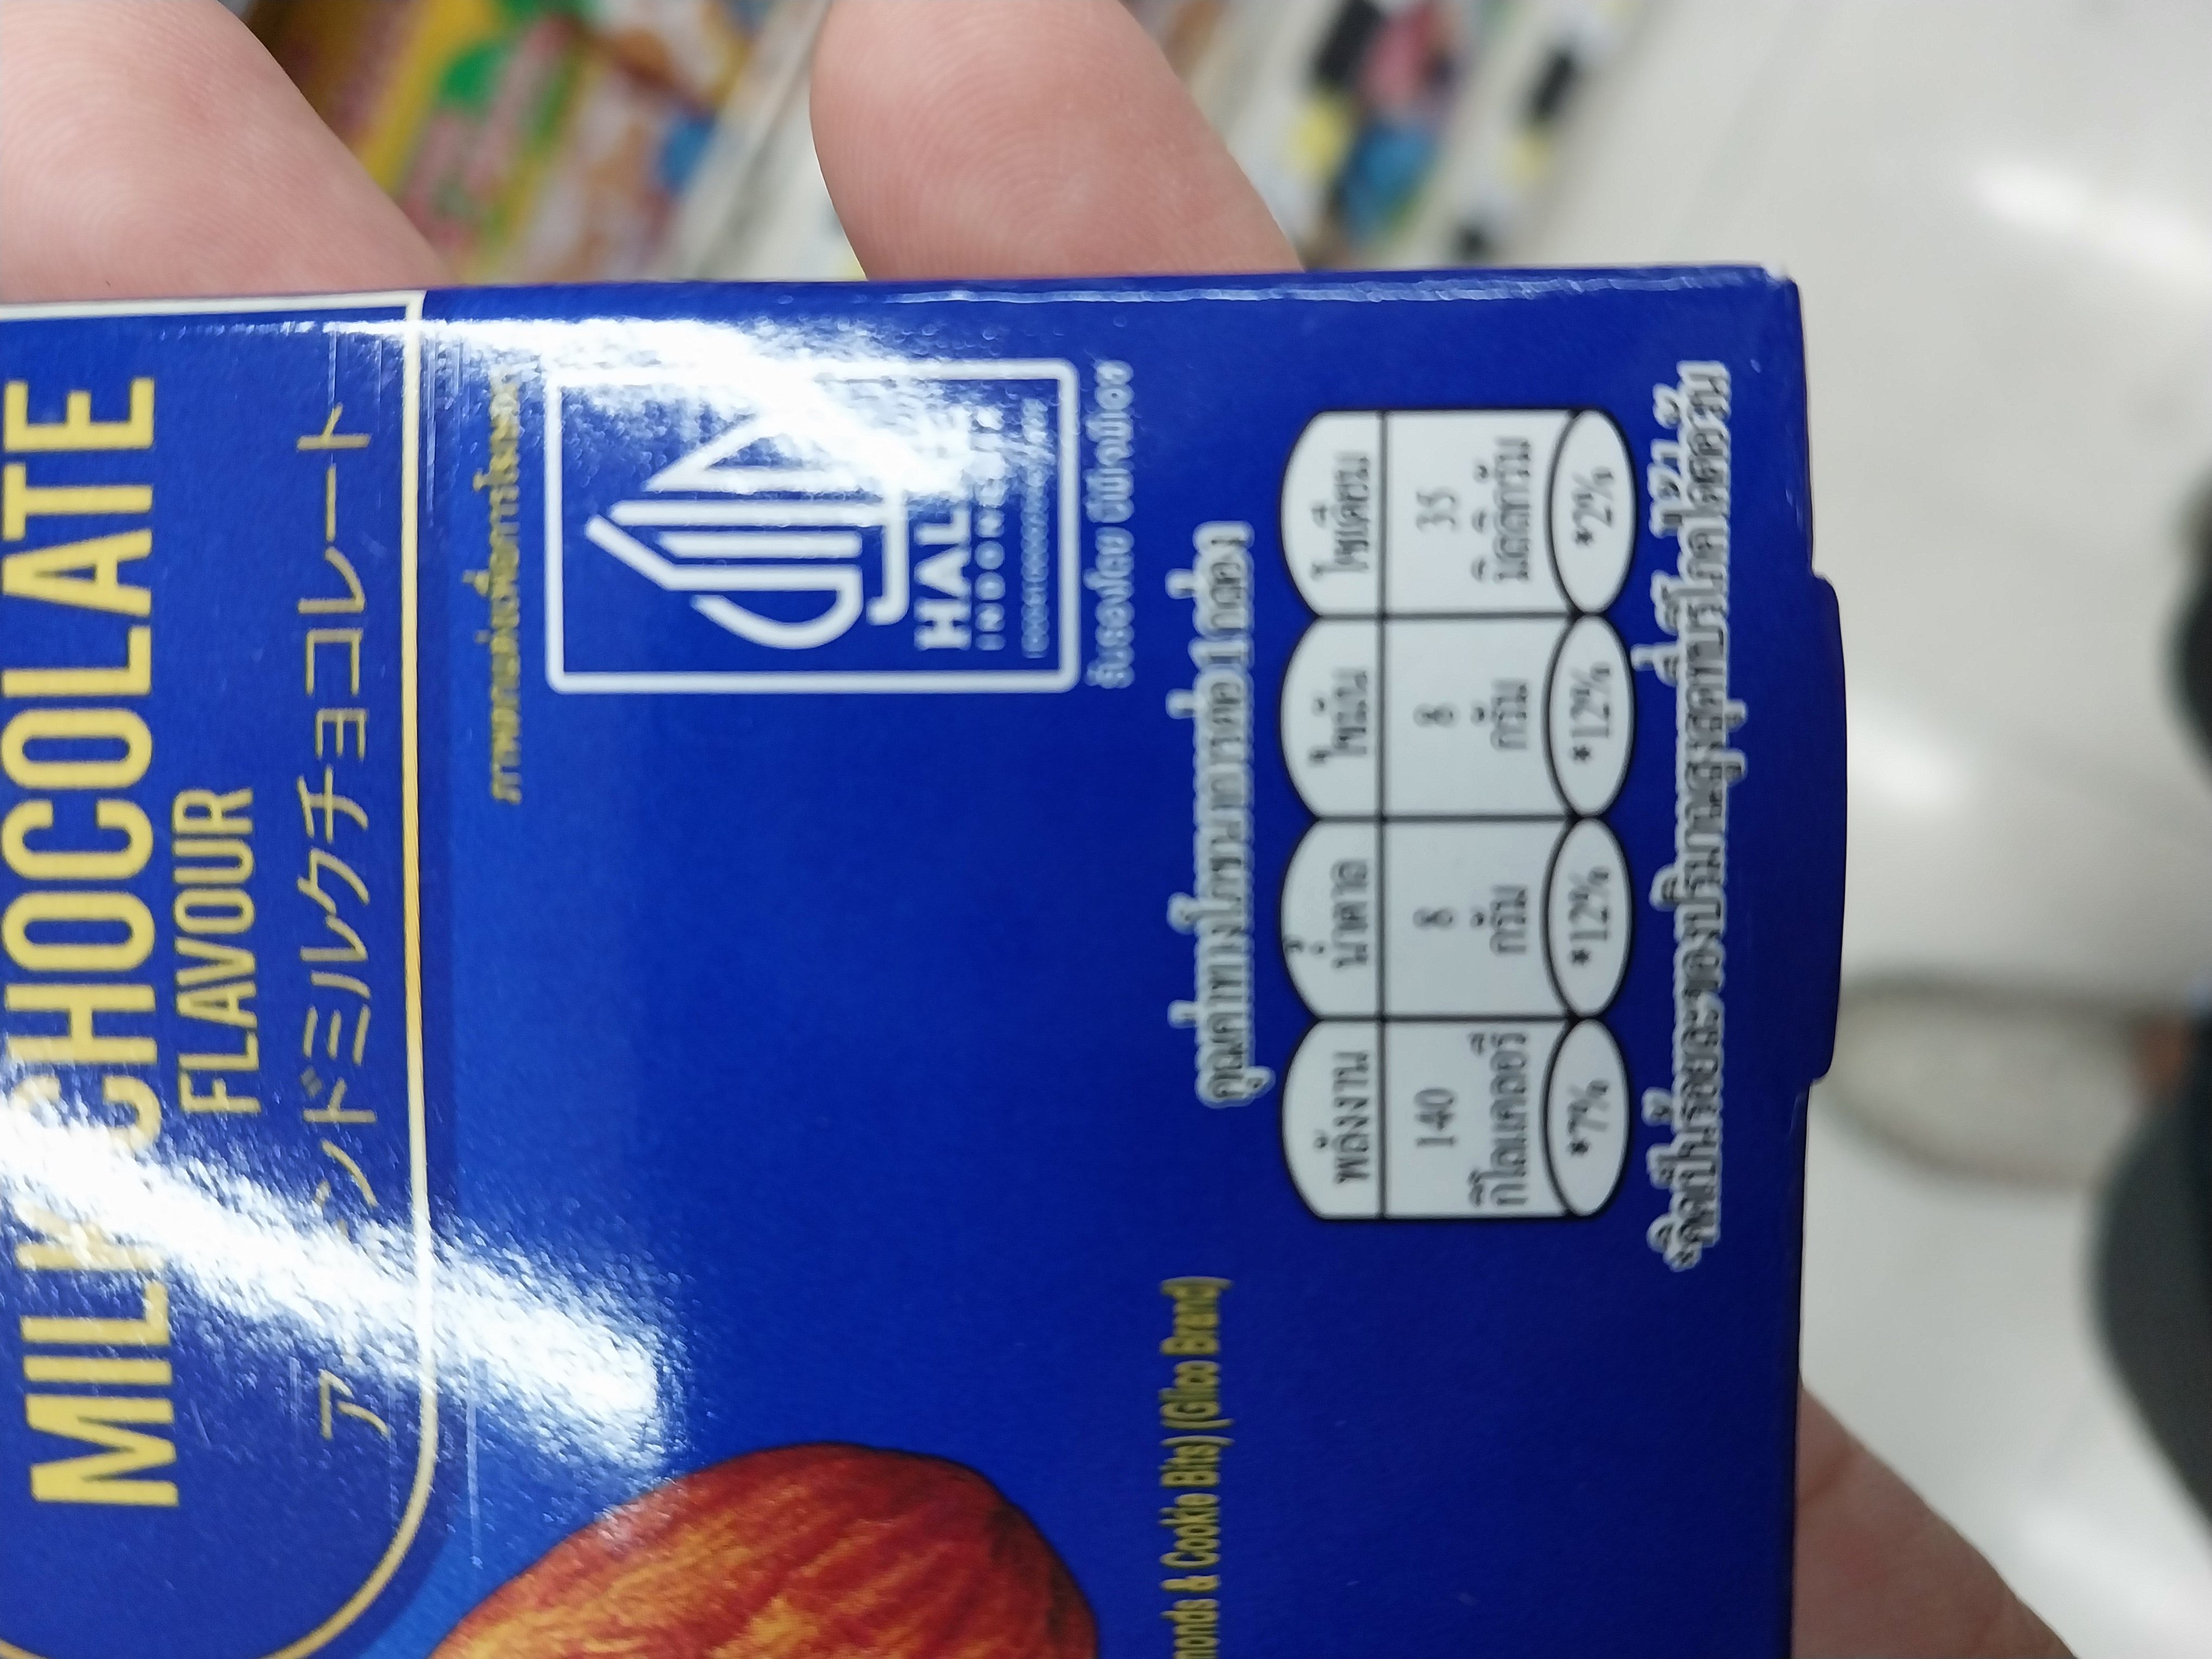 MILK CHOCOLATE
FLAVOUR
アーモンドミルクチョコレート
ภาพตกแต่งเพื่อการโฆษณา
HALAL
INDONESIA
รับรองโดย บีพีเจพีเอช
& Cookie Bits) (Glico Brand)
คุณค่าทางโภชนาการต่อ 1 กล่อง
พลังงาน น้ำตาล ไขมัน โซเดียม
140 8 8 35
กิโลแคลอรี กรัม กรัม มิลลิกรัม
*7% *12% *12% *2%
*คิดเป็นร้อยละของปริมาณสูงสุดที่บริโภคได้ต่อวัน